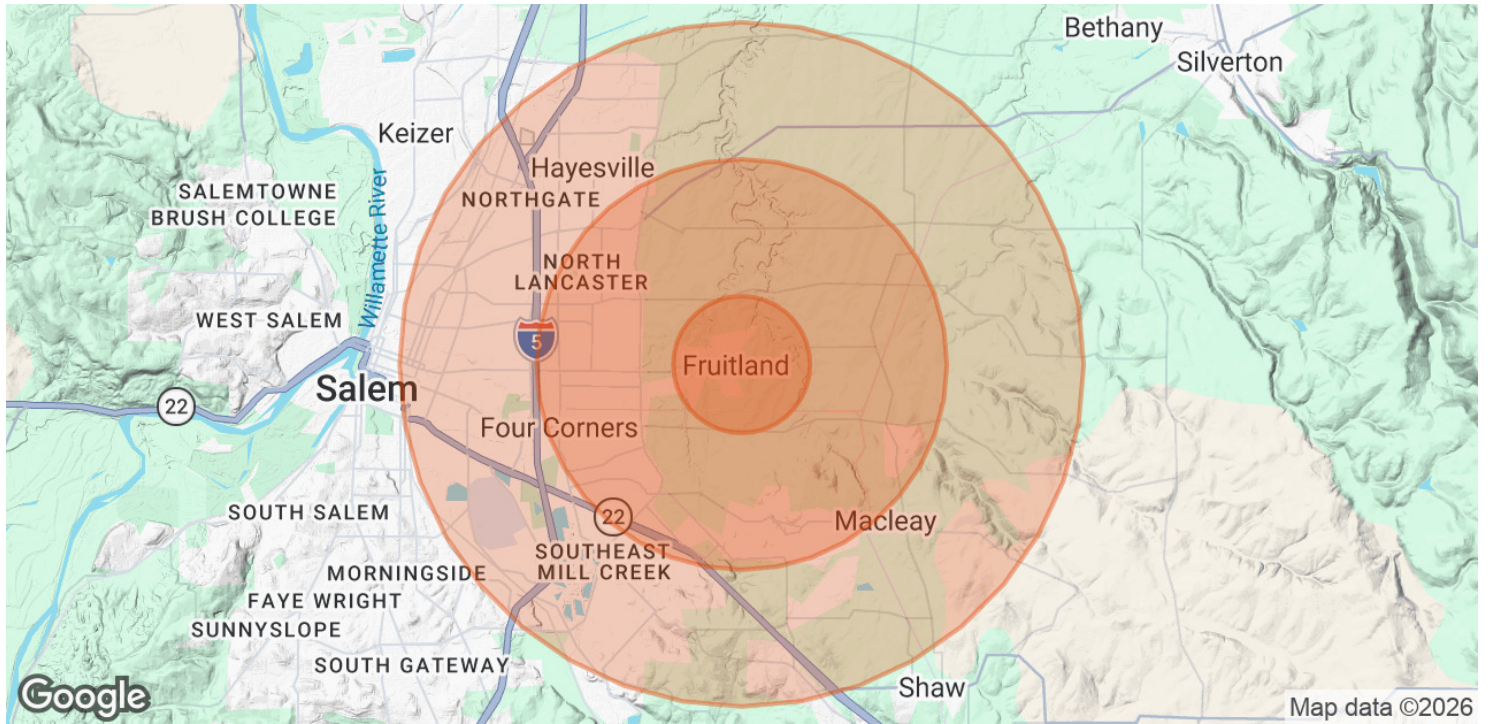 Bethany
Silverton
Keizer
Hayesville
SALEMTOWNE
BRUSH COLLEGE
NORTHGATE
Willamette River
NORTH
LANCASTER
WEST SALEM
5
Fruitland
Salem
22
Four Corners
SOUTH SALEM
22
Macleay
SOUTHEAST
MILL CREEK
MORNINGSIDE
FAYE WRIGHT
SUNNYSLOPE
SOUTH GATEWAY
Shaw
Google
Map data ©2026